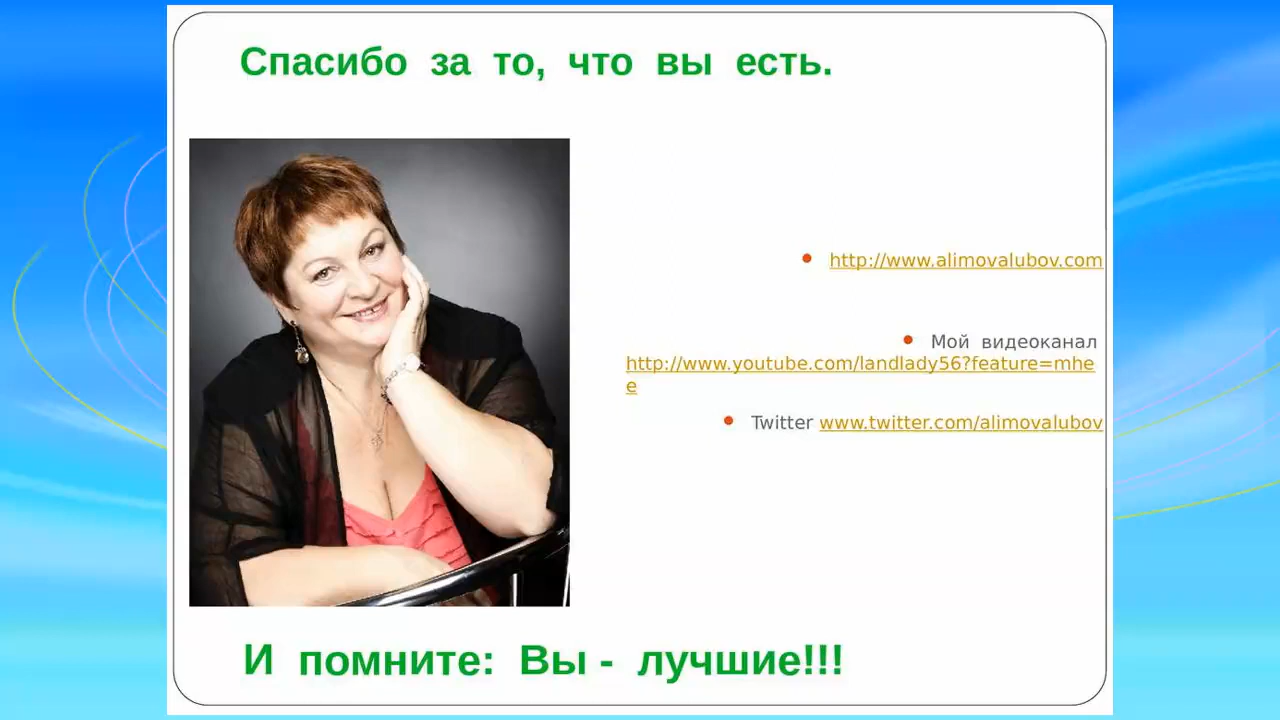 Спасибо за то, что вы есть.
http://www.alimovalubov.com
Мой видеоканал
http://www.youtube.com/landlady56?feature=mhe
e
Twitter www.twitter.com/alimovalubov
И помните: Вы - лучшие!!!